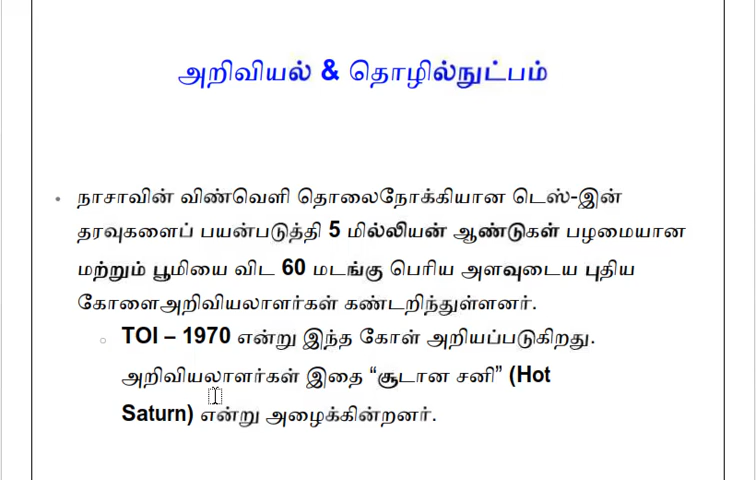 அறிவியல் & தொழில்நுட்பம்
• நாசாவின் விண்வெளி தொலைநோக்கியான டெஸ்-இன்
தரவுகளைப் பயன்படுத்தி 5 மில்லியன் ஆண்டுகள் பழமையான
மற்றும் பூமியை விட 60 மடங்கு பெரிய அளவுடைய புதிய
கோளைஅறிவியலாளர்கள் கண்டறிந்துள்ளனர்.
○ TOI – 1970 என்று இந்த கோள் அறியப்படுகிறது.
அறிவியலாளர்கள் இதை “சூடான சனி” (Hot
Saturn) என்று அழைக்கின்றனர்.